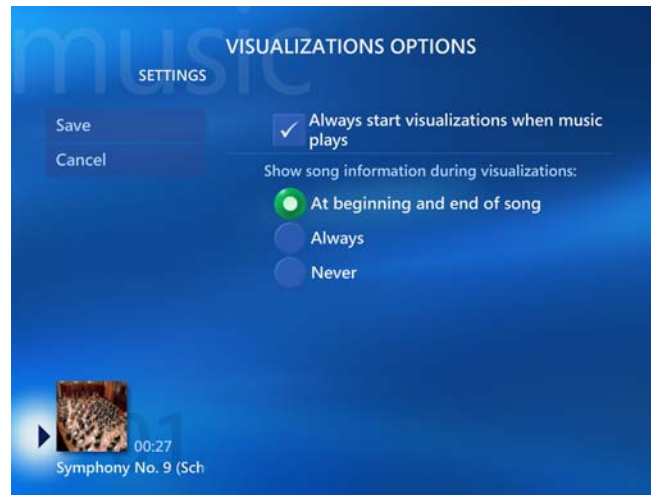 music
VISUALIZATIONS OPTIONS
SETTINGS
Save
Cancel
Always start visualizations when music
plays
Show song information during visualizations:
At beginning and end of song
Always
Never
01
00:27
Symphony No. 9 (Sch